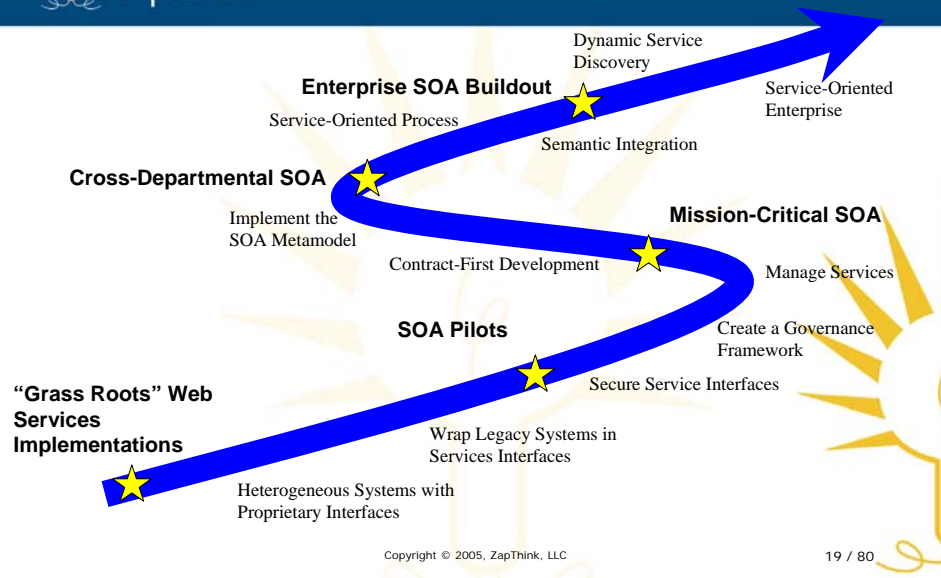 Dynamic Service
Discovery
Enterprise SOA Buildout
Service-Oriented
Enterprise
Service-Oriented Process
Semantic Integration
Cross-Departmental SOA
Mission-Critical SOA
Implement the
SOA Metamodel
Contract-First Development
Manage Services
SOA Pilots
Create a Governance
Framework
Secure Service Interfaces
“Grass Roots” Web
Services
Implementations
Wrap Legacy Systems in
Services Interfaces
Heterogeneous Systems with
Proprietary Interfaces
Copyright © 2005, ZapThink, LLC
19 / 80